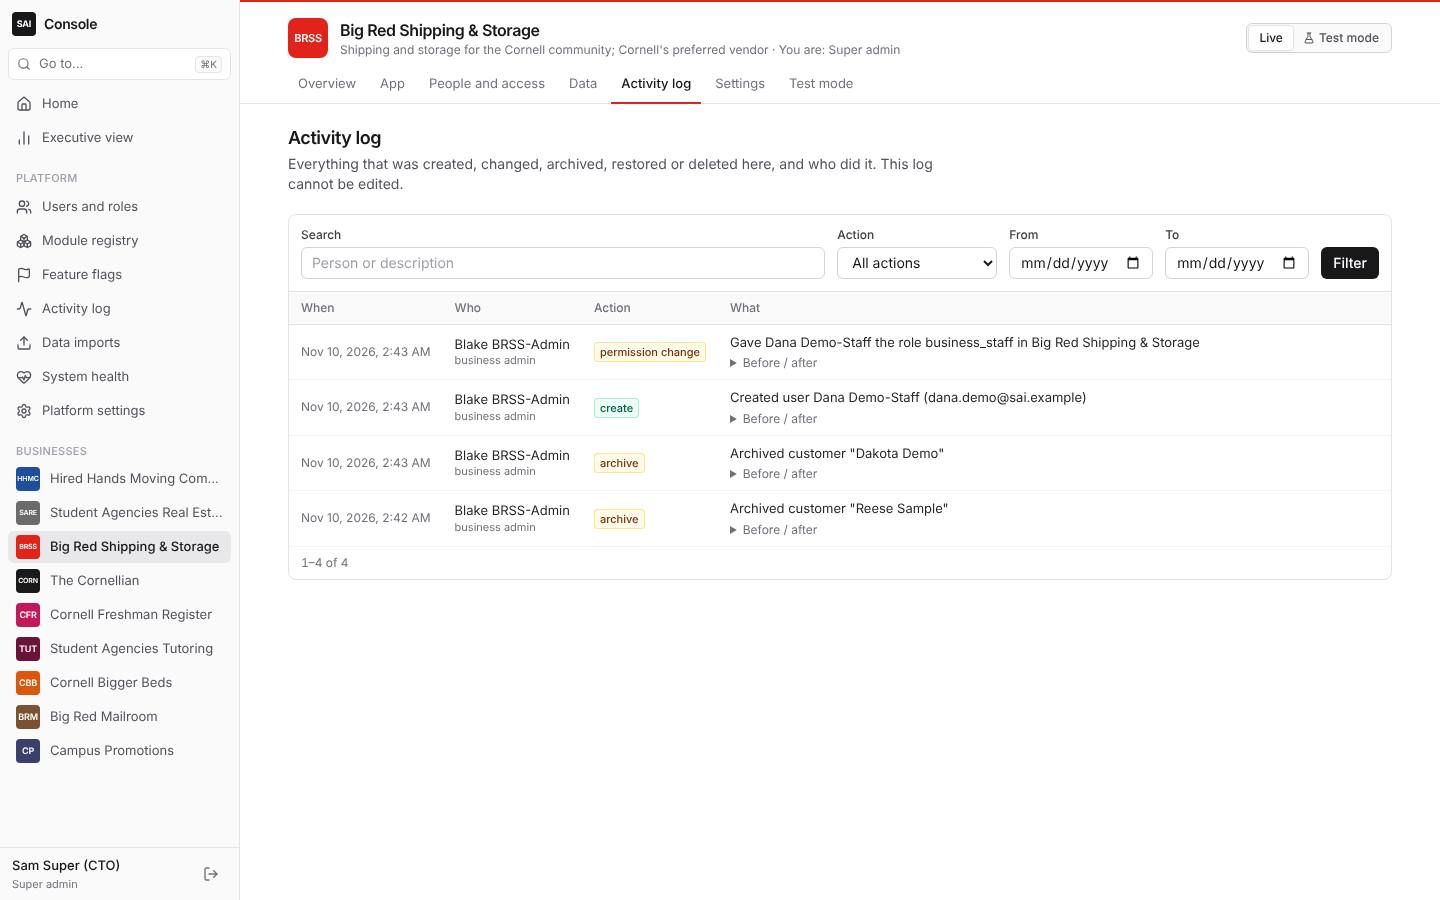 SAI Console
Go to... ⌘K
Home
Executive view
PLATFORM
Users and roles
Module registry
Feature flags
Activity log
Data imports
System health
Platform settings
BUSINESSES
HHMC Hired Hands Moving Com...
SARE Student Agencies Real Est...
BRSS Big Red Shipping & Storage
CORN The Cornellian
CFR Cornell Freshman Register
TUT Student Agencies Tutoring
CBB Cornell Bigger Beds
BRM Big Red Mailroom
CP Campus Promotions
Sam Super (CTO)
Super admin
BRSS Big Red Shipping & Storage
Shipping and storage for the Cornell community; Cornell's preferred vendor · You are: Super admin
Live Test mode
Overview App People and access Data Activity log Settings Test mode
Activity log
Everything that was created, changed, archived, restored or deleted here, and who did it. This log
cannot be edited.
Search Action From To
Person or description All actions mm/dd/yyyy mm/dd/yyyy Filter
When Who Action What
Nov 10, 2026, 2:43 AM Blake BRSS-Admin permission change Gave Dana Demo-Staff the role business_staff in Big Red Shipping & Storage
business admin Before / after
Nov 10, 2026, 2:43 AM Blake BRSS-Admin create Created user Dana Demo-Staff (dana.demo@sai.example)
business admin Before / after
Nov 10, 2026, 2:43 AM Blake BRSS-Admin archive Archived customer "Dakota Demo"
business admin Before / after
Nov 10, 2026, 2:42 AM Blake BRSS-Admin archive Archived customer "Reese Sample"
business admin Before / after
1–4 of 4